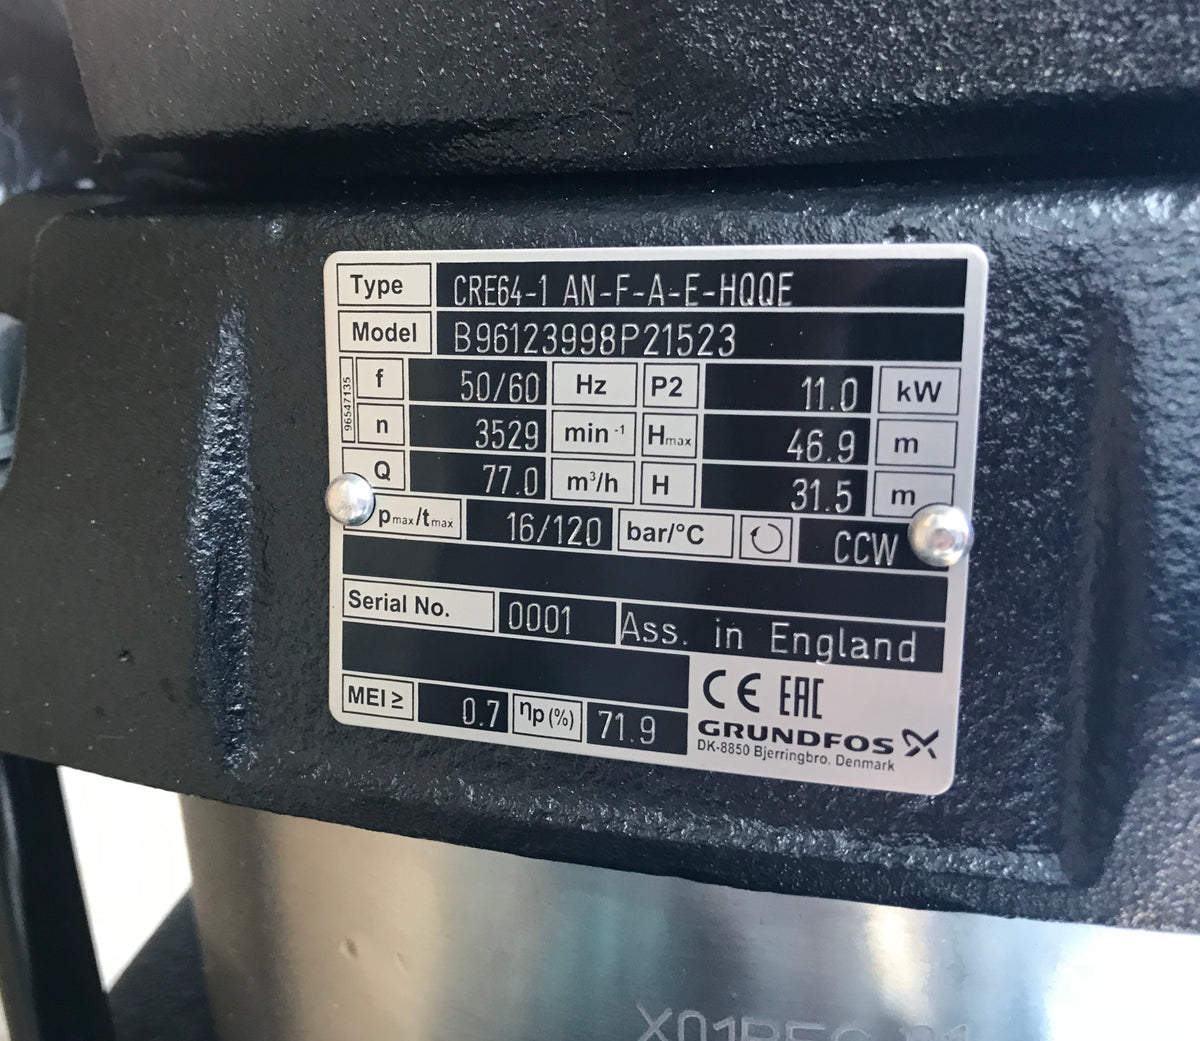 Type CRE64-1 AN-F-A-E-HQQE
Model B96123998P21523
96547135
f 50/60 Hz P2 11.0 kW
n 3529 min-1 Hmax 46.9 m
Q 77.0 m³/h H 31.5 m
pmax/tmax 16/120 bar/°C CCW
Serial No. 0001 Ass. in England
MEI ≥ 0.7 ηp(%) 71.9
CE EAC
GRUNDFOS
DK-8850 Bjerringbro, Denmark